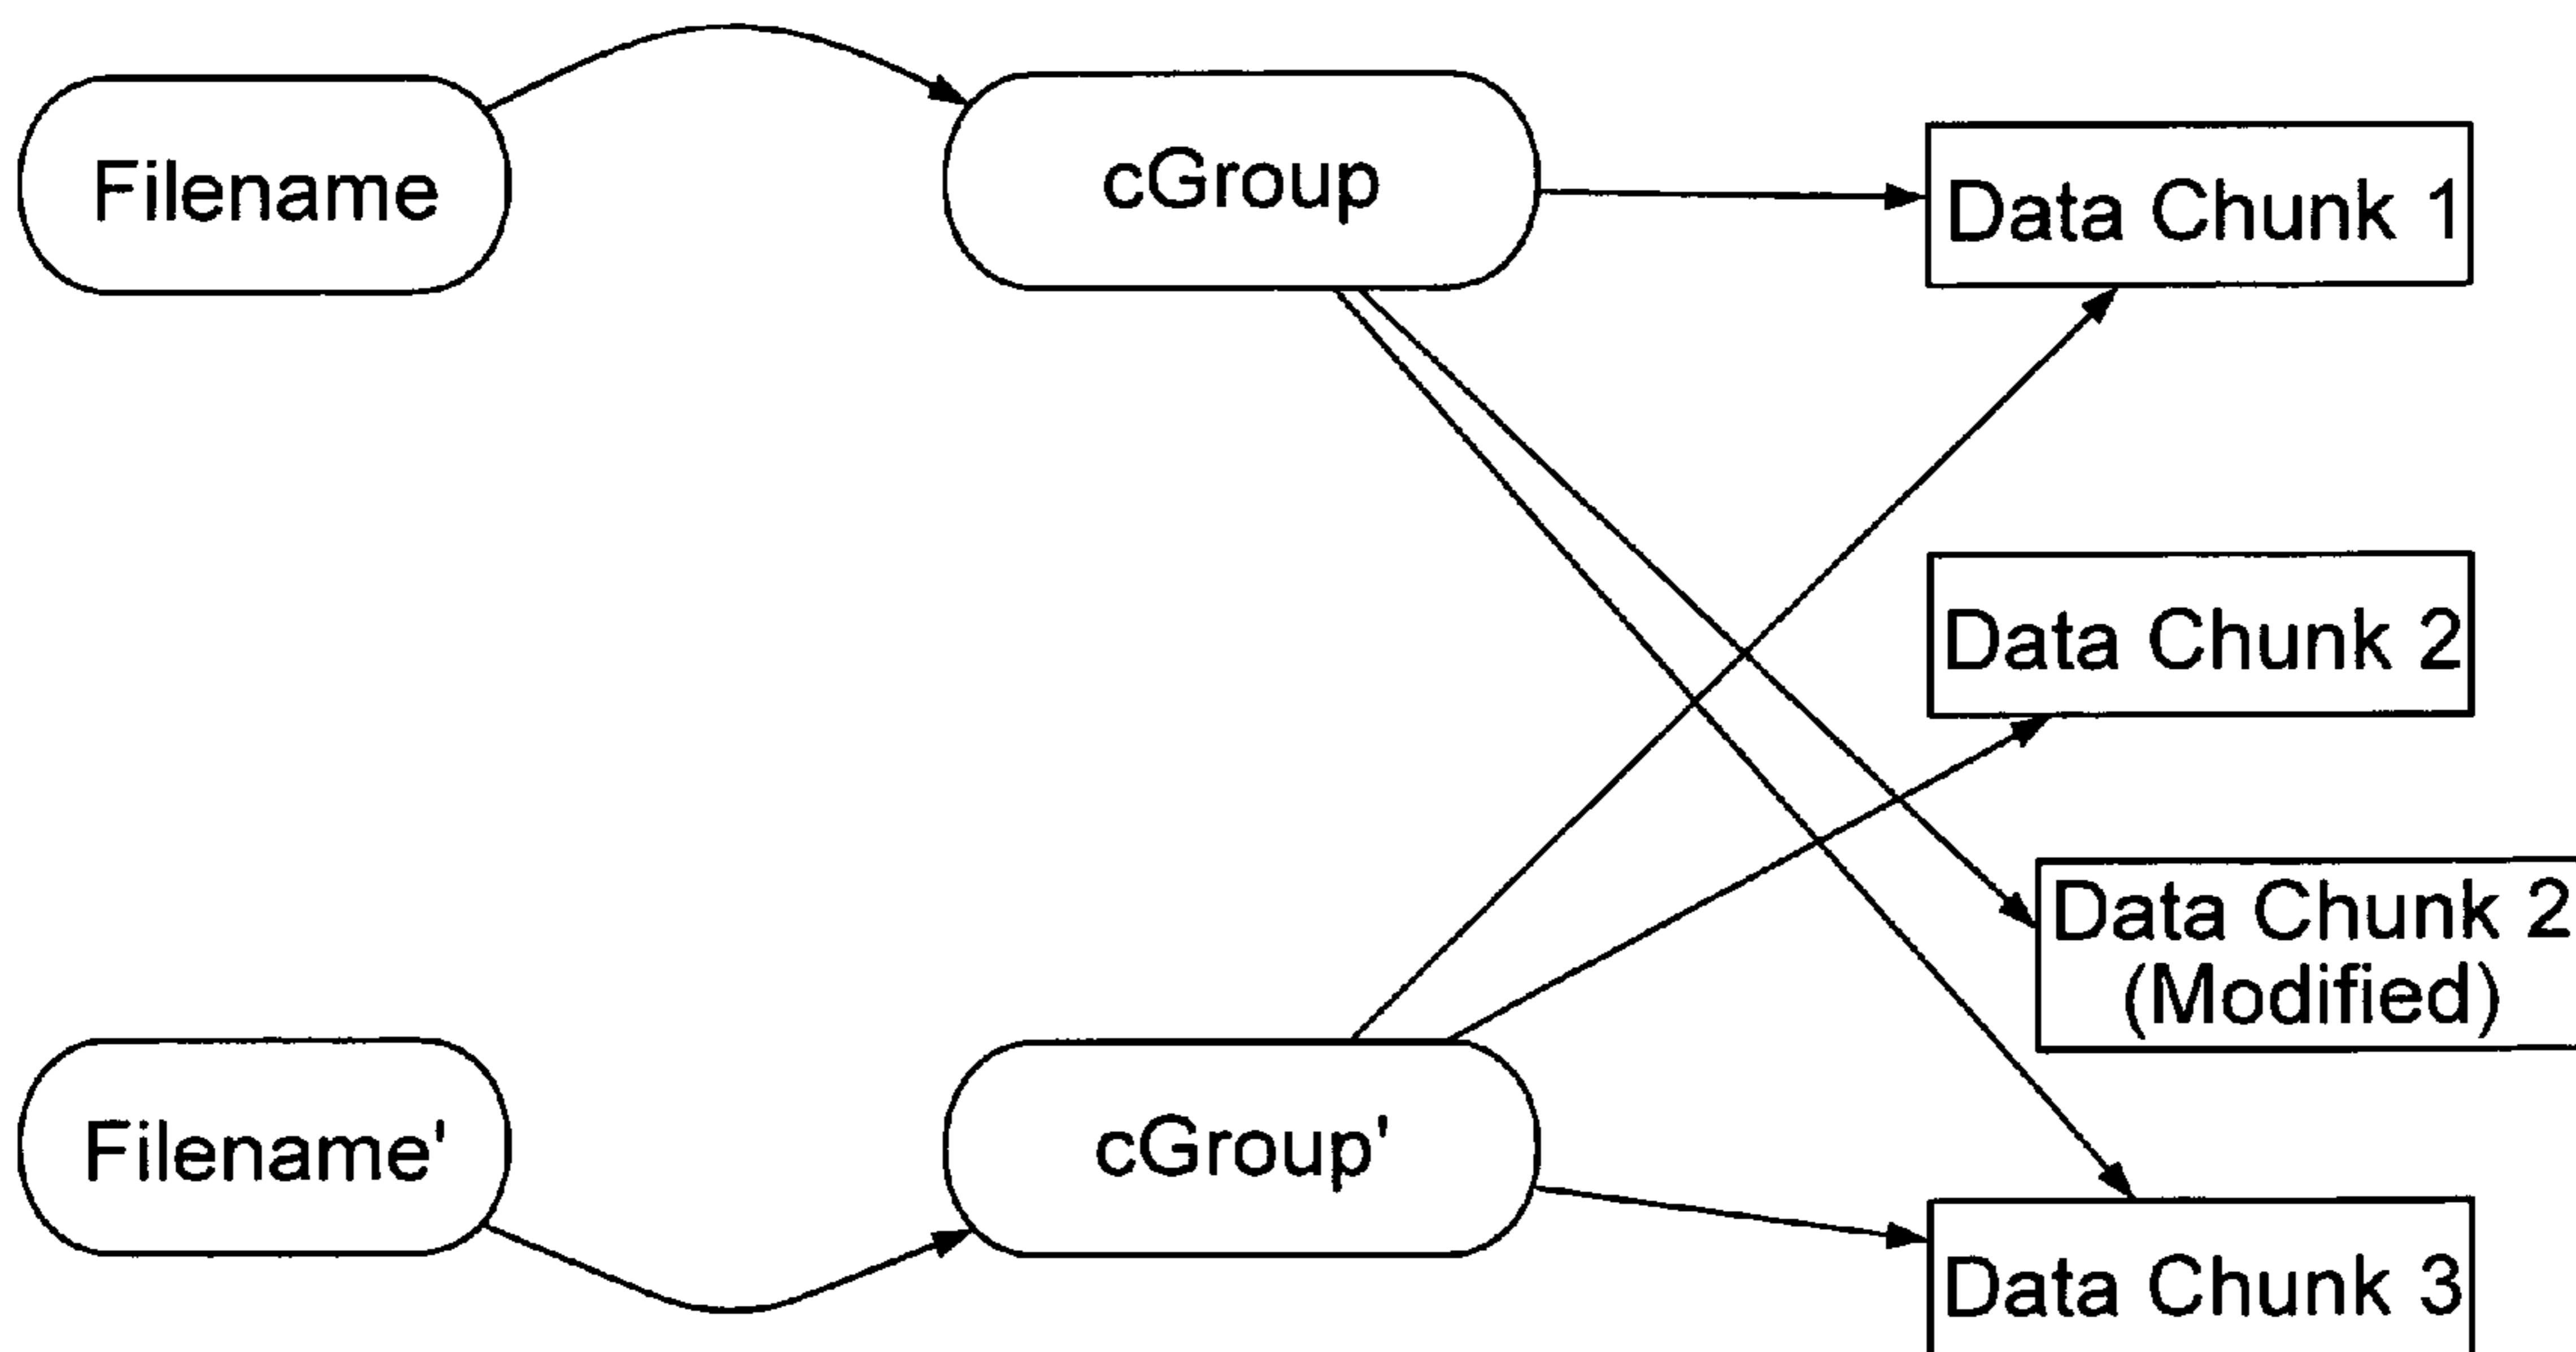 Filename
cGroup
Data Chunk 1
Data Chunk 2
Data Chunk 2
(Modified)
Filename'
cGroup'
Data Chunk 3